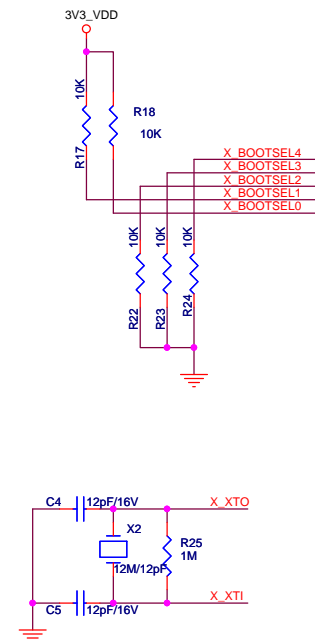 3V3_VDD
10K
R17
R18
10K
X_BOOTSEL4
X_BOOTSEL3
X_BOOTSEL2
X_BOOTSEL1
X_BOOTSEL0
10K
10K
10K
R22
R23
R24
C4
12pF/16V
X_XTO
X2
R25
1M
12M/12pF
C5
12pF/16V
X_XTI